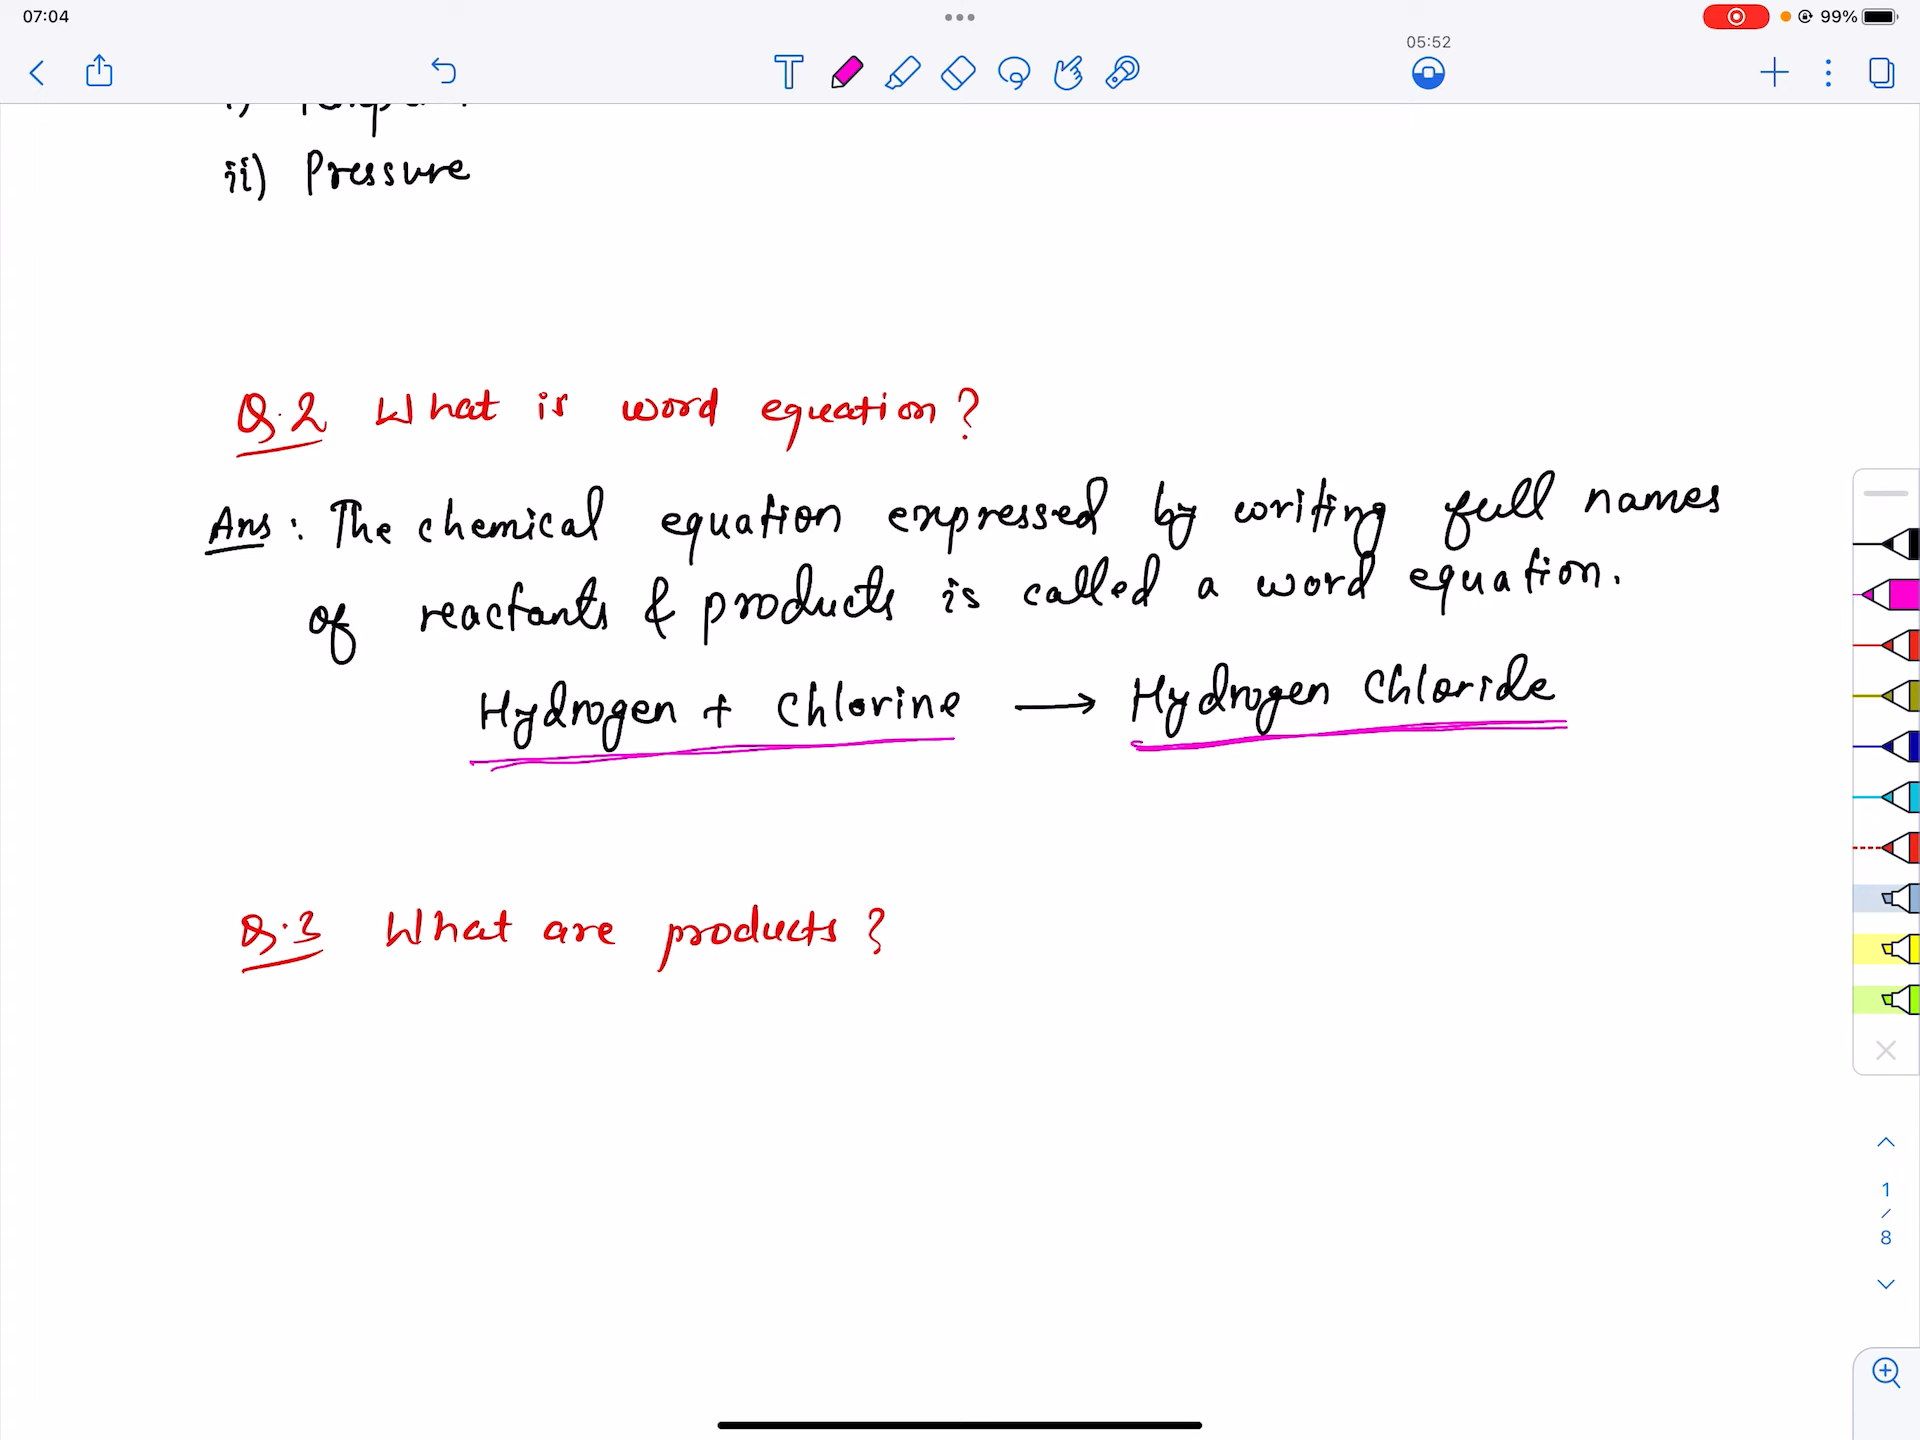 07:04
99%
05:52
ii) Pressure
Q.2 What is word equation?
Ans: The chemical equation expressed by writing full names
of reactants & products is called a word equation.
Hydrogen + Chlorine → Hydrogen Chloride
Q.3 What are products?
1
/
8